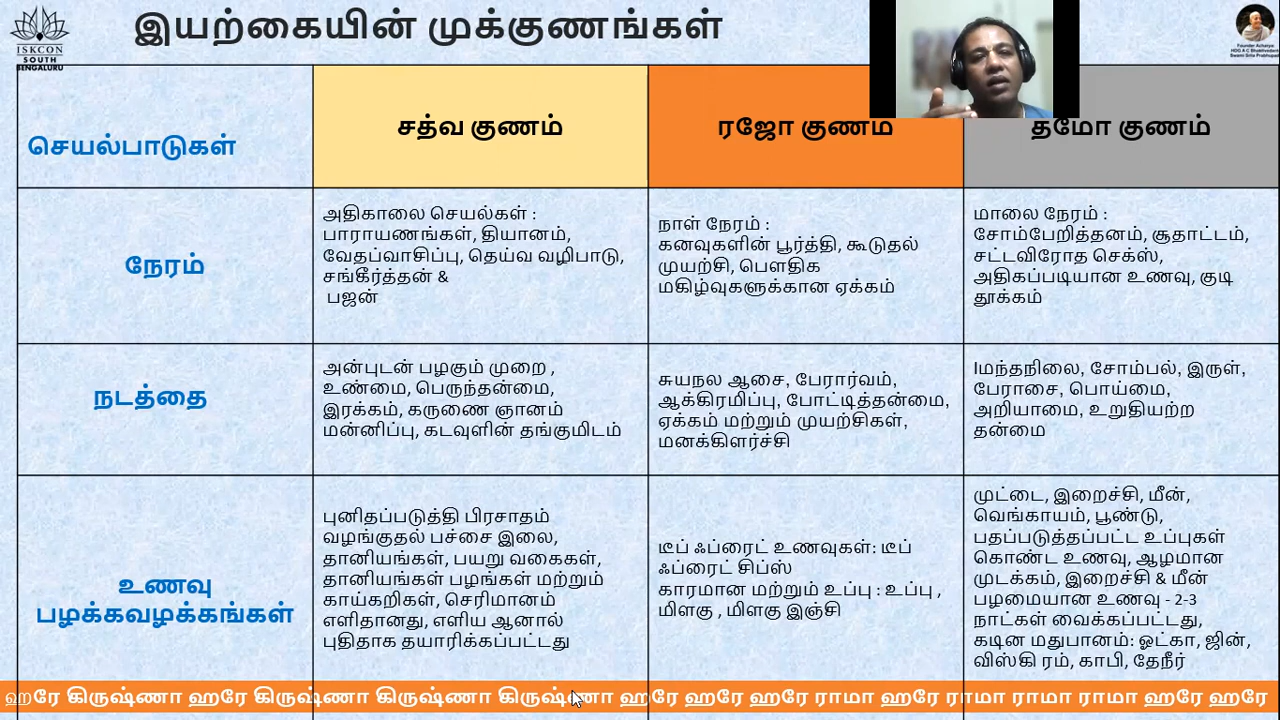 இயற்கையின் முக்குணங்கள்
ISKCON
SOUTH
BENGALURU
Founder Acharya
செயல்பாடுகள்
சத்வ குணம்
ரஜோ குணம்
தமோ குணம்
நேரம்
அதிகாலை செயல்கள் :
பாராயணங்கள், தியானம்,
வேதப்வாசிப்பு, தெய்வ வழிபாடு,
சங்கீர்த்தன் &
பஜன்
நாள் நேரம் :
கனவுகளின் பூர்த்தி, கூடுதல்
முயற்சி, பௌதிக
மகிழ்வுகளுக்கான ஏக்கம்
மாலை நேரம் :
சோம்பேறித்தனம், சூதாட்டம்,
சட்டவிரோத செக்ஸ்,
அதிகப்படியான உணவு, குடி
தூக்கம்
நடத்தை
அன்புடன் பழகும் முறை ,
உண்மை, பெருந்தன்மை,
இரக்கம், கருணை ஞானம்
மன்னிப்பு, கடவுளின் தங்குமிடம்
சுயநல ஆசை, பேரார்வம்,
ஆக்கிரமிப்பு, போட்டித்தன்மை,
ஏக்கம் மற்றும் முயற்சிகள்,
மனக்கிளர்ச்சி
lமந்தநிலை, சோம்பல், இருள்,
பேராசை, பொய்மை,
அறியாமை, உறுதியற்ற
தன்மை
உணவு
பழக்கவழக்கங்கள்
புனிதப்படுத்தி பிரசாதம்
வழங்குதல் பச்சை இலை,
தானியங்கள், பயறு வகைகள்,
தானியங்கள் பழங்கள் மற்றும்
காய்கறிகள், செரிமானம்
எளிதானது, எளிய ஆனால்
புதிதாக தயாரிக்கப்பட்டது
டீப் ஃப்ரைட் உணவுகள்: டீப்
ஃப்ரைட் சிப்ஸ்
காரமான மற்றும் உப்பு : உப்பு ,
மிளகு , மிளகு இஞ்சி
முட்டை, இறைச்சி, மீன்,
வெங்காயம், பூண்டு,
பதப்படுத்தப்பட்ட உப்புகள்
கொண்ட உணவு, ஆழமான
முடக்கம், இறைச்சி & மீன்
பழமையான உணவு - 2-3
நாட்கள் வைக்கப்பட்டது,
கடின மதுபானம்: ஓட்கா, ஜின்,
விஸ்கி ரம், காபி, தேநீர்
ஹரே கிருஷ்ணா ஹரே கிருஷ்ணா கிருஷ்ணா கிருஷ்ணா ஹரே ஹரே ஹரே ராமா ஹரே ராமா ராமா ராமா ஹரே ஹரே